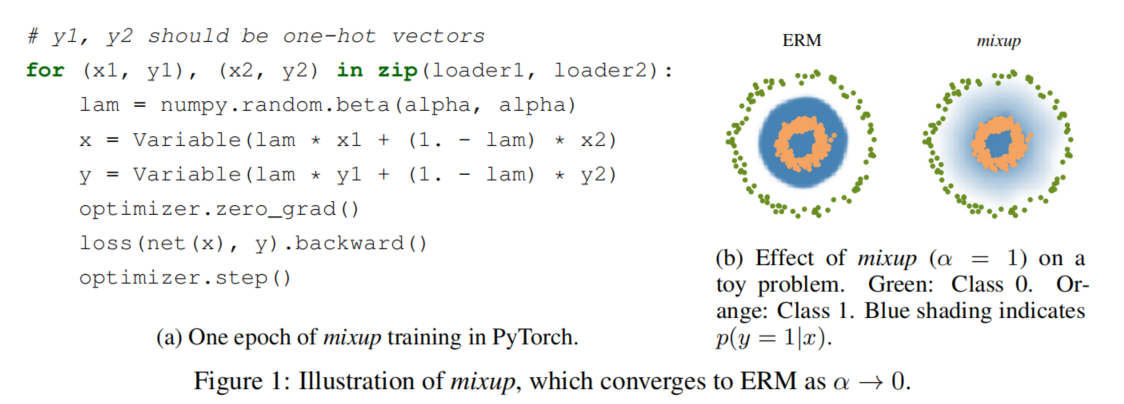 # y1, y2 should be one-hot vectors
for (x1, y1), (x2, y2) in zip(loader1, loader2):
    lam = numpy.random.beta(alpha, alpha)
    x = Variable(lam * x1 + (1. - lam) * x2)
    y = Variable(lam * y1 + (1. - lam) * y2)
    optimizer.zero_grad()
    loss(net(x), y).backward()
    optimizer.step()
(a) One epoch of mixup training in PyTorch.
ERM
mixup
(b) Effect of mixup (α = 1) on a
toy problem. Green: Class 0. Or-
ange: Class 1. Blue shading indicates
p(y = 1|x).
Figure 1: Illustration of mixup, which converges to ERM as α → 0.